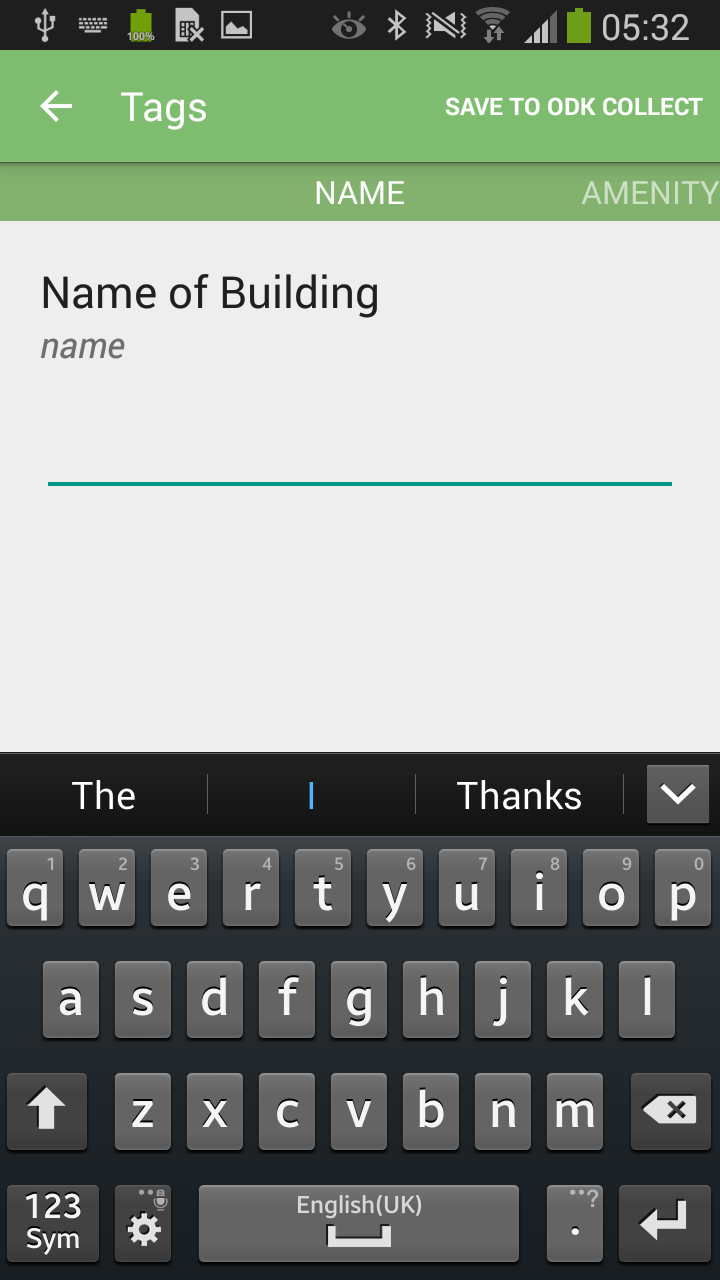 100% 05:32
Tags SAVE TO ODK COLLECT
NAME AMENITY
Name of Building
name
The I Thanks
1 2 3 4 5 6 7 8 9 0
q w e r t y u i o p
a s d f g h j k l
z x c v b n m
123 English(UK) ?
Sym .